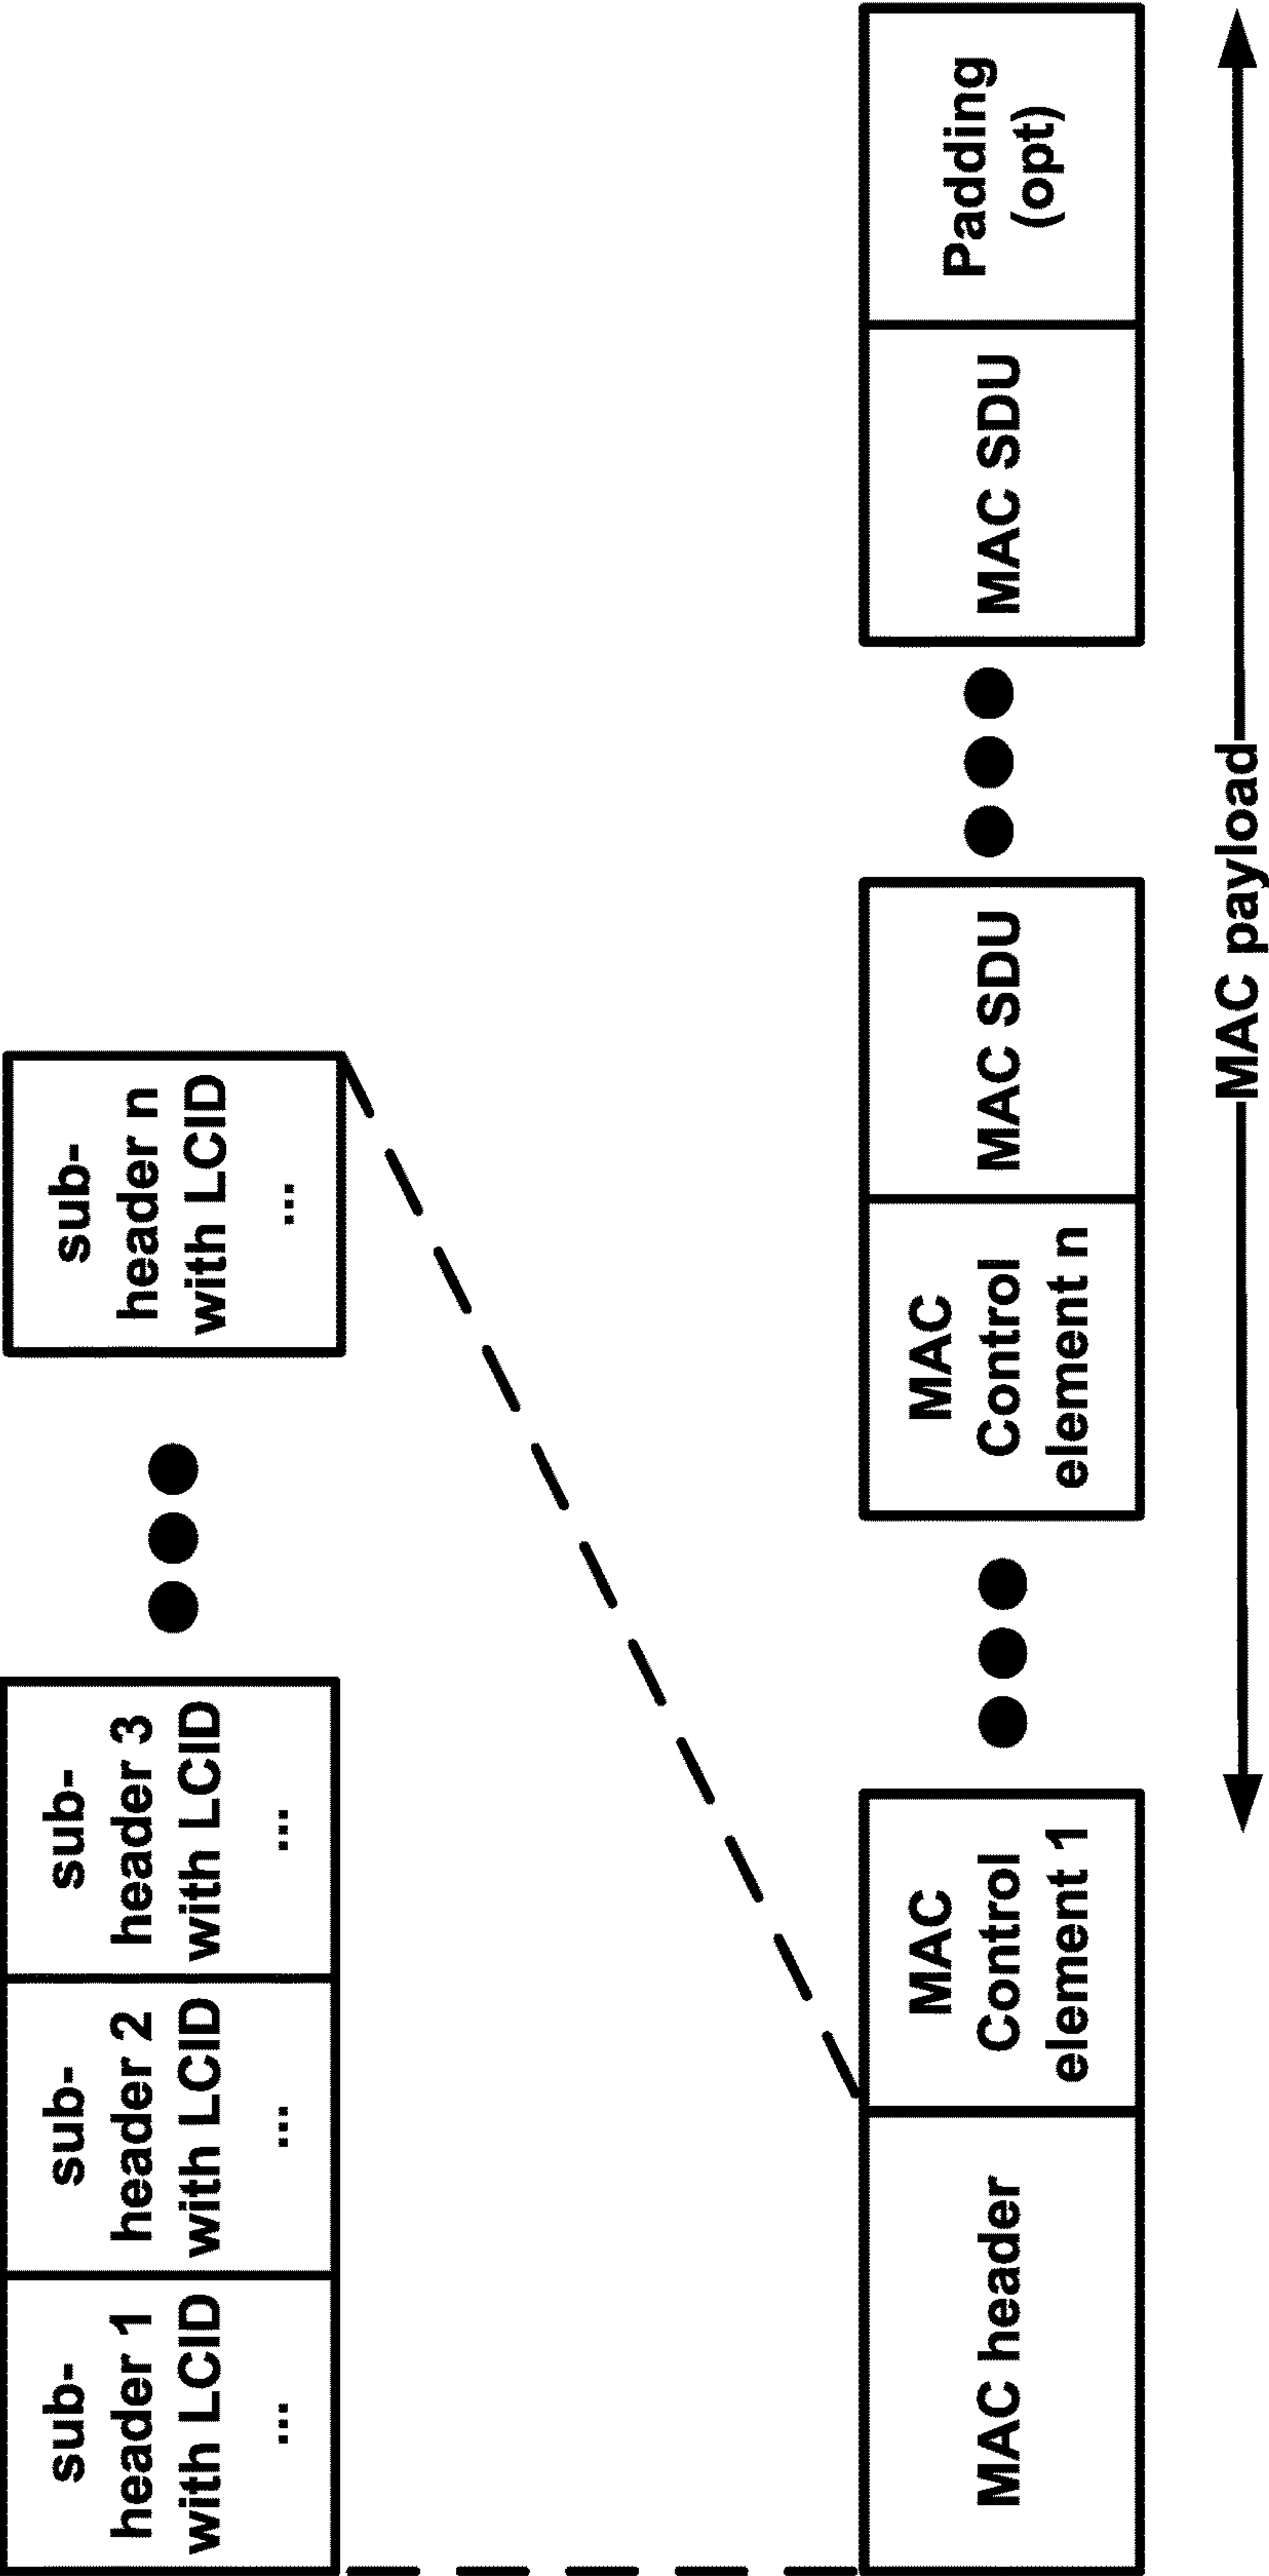 sub-
header 1
with LCID
...
sub-
header 2
with LCID
...
sub-
header 3
with LCID
...
sub-
header n
with LCID
...
MAC header
MAC
Control
element 1
MAC
Control
element n
MAC SDU
MAC SDU
Padding
(opt)
MAC payload